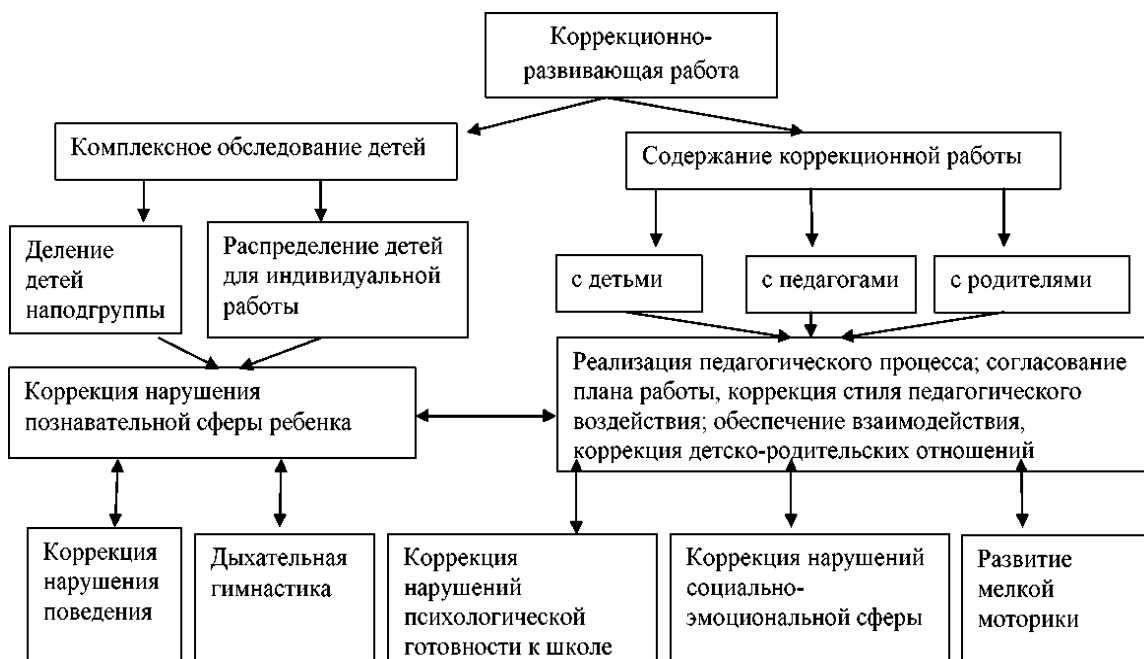 Коррекционно-
развивающая работа
Комплексное обследование детей
Содержание коррекционной работы
Деление
детей
наподгруппы
Распределение детей
для индивидуальной
работы
с детьми
с педагогами
с родителями
Коррекция нарушения
познавательной сферы ребенка
Реализация педагогического процесса; согласование
плана работы, коррекция стиля педагогического
воздействия; обеспечение взаимодействия,
коррекция детско-родительских отношений
Коррекция
нарушения
поведения
Дыхательная
гимнастика
Коррекция
нарушений
психологической
готовности к школе
Коррекция нарушений
социально-
эмоциональной сферы
Развитие
мелкой
моторики